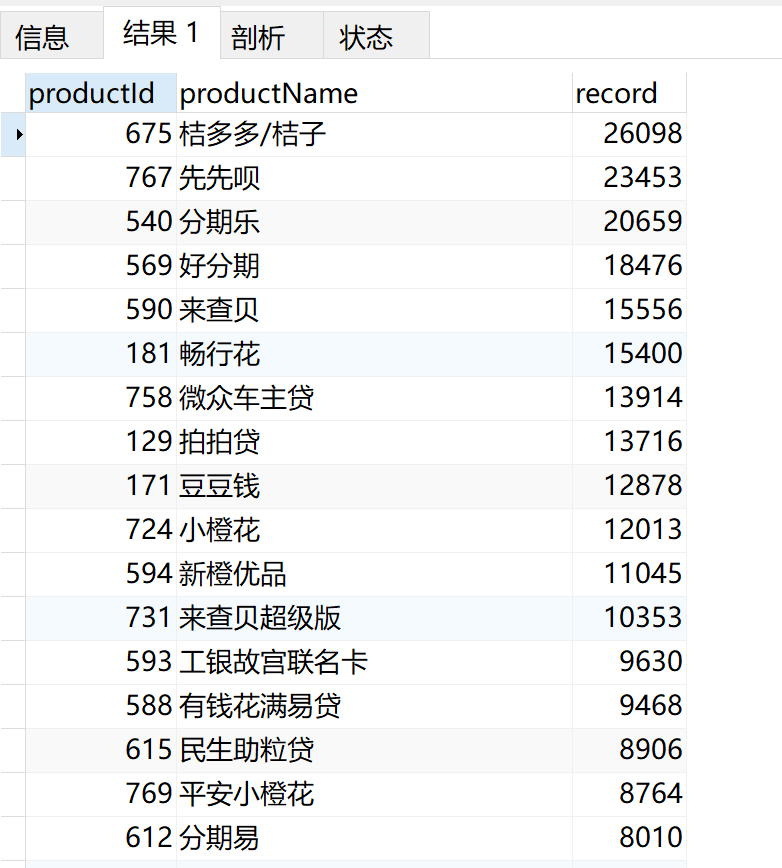 信息 结果 1 剖析 状态
productId productName record
675 桔多多/桔子 26098
767 先先呗 23453
540 分期乐 20659
569 好分期 18476
590 来查贝 15556
181 畅行花 15400
758 微众车主贷 13914
129 拍拍贷 13716
171 豆豆钱 12878
724 小橙花 12013
594 新橙优品 11045
731 来查贝超级版 10353
593 工银故宫联名卡 9630
588 有钱花满易贷 9468
615 民生助粒贷 8906
769 平安小橙花 8764
612 分期易 8010